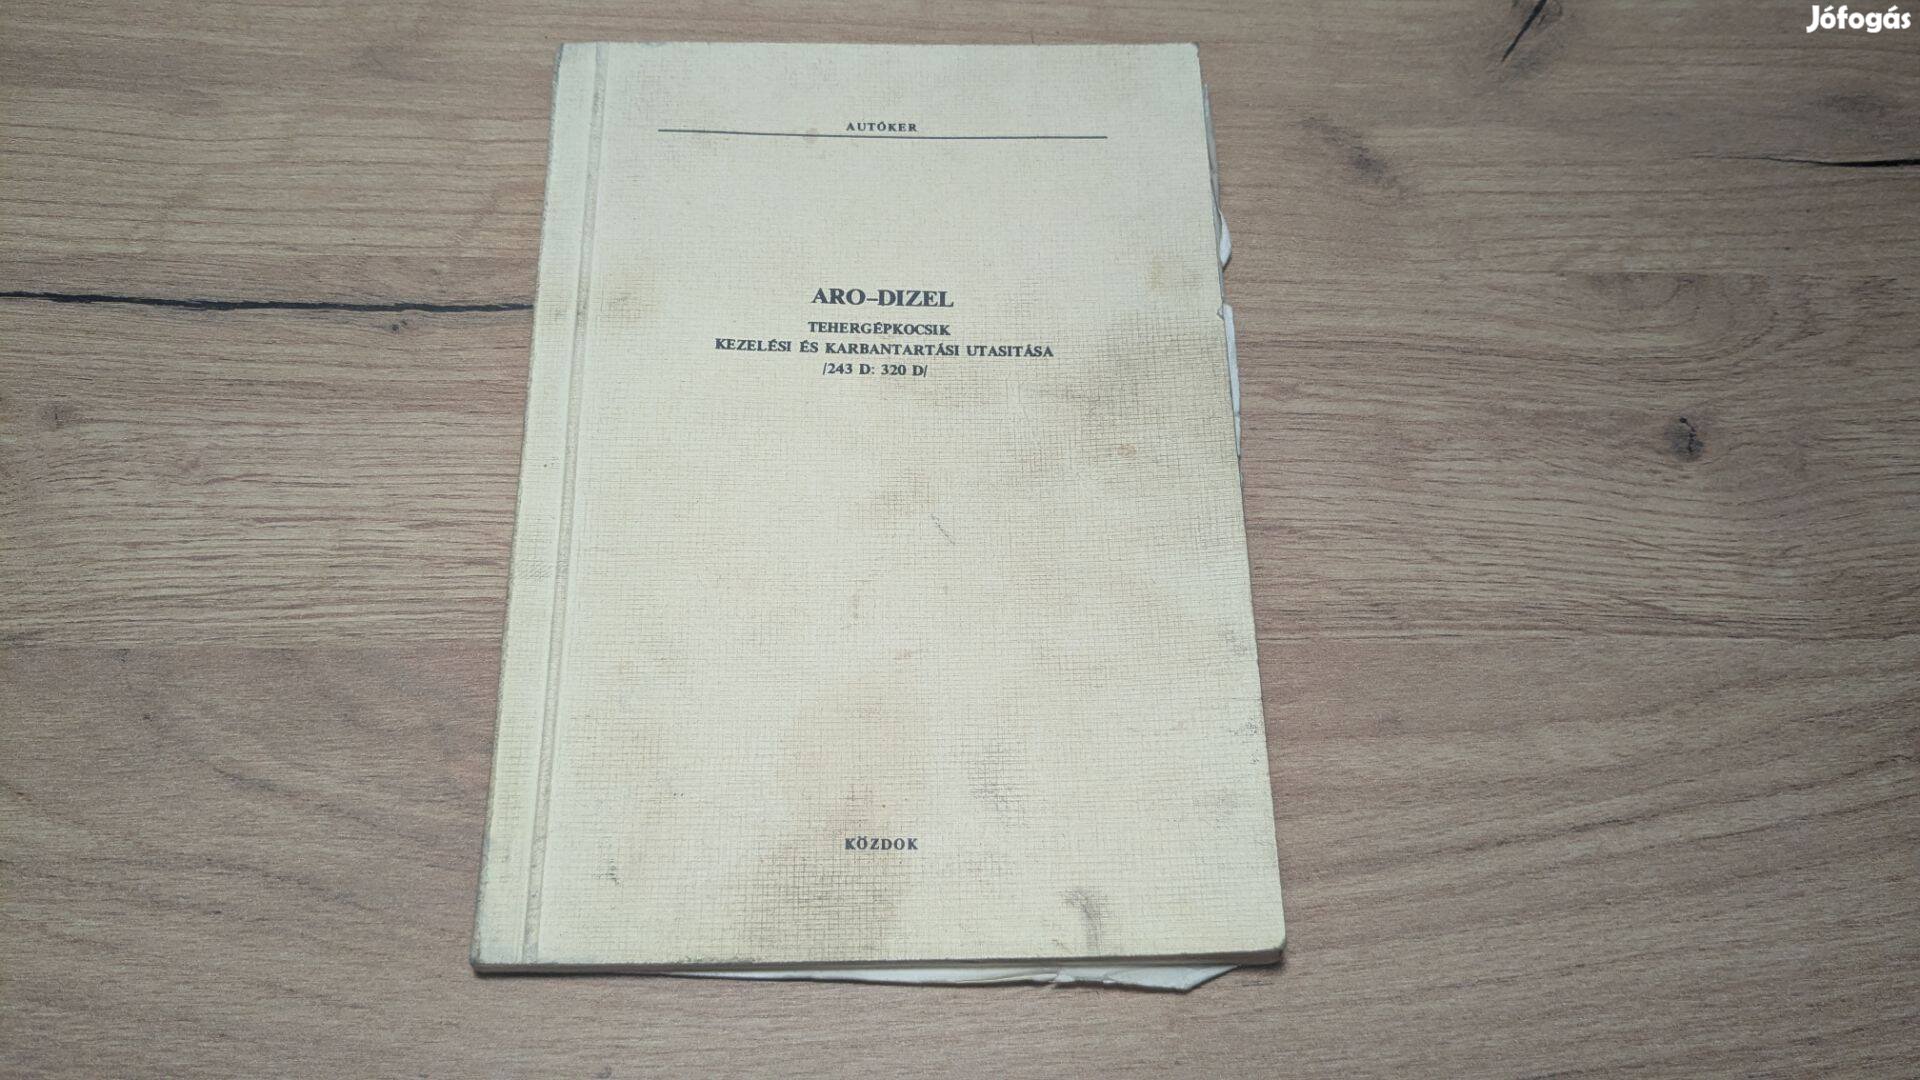 Jófogás
AUTÓKER
ARO–DIZEL
TEHERGÉPKOCSIK
KEZELÉSI ÉS KARBANTARTÁSI UTASITÁSA
/243 D: 320 D/
KÖZDOK